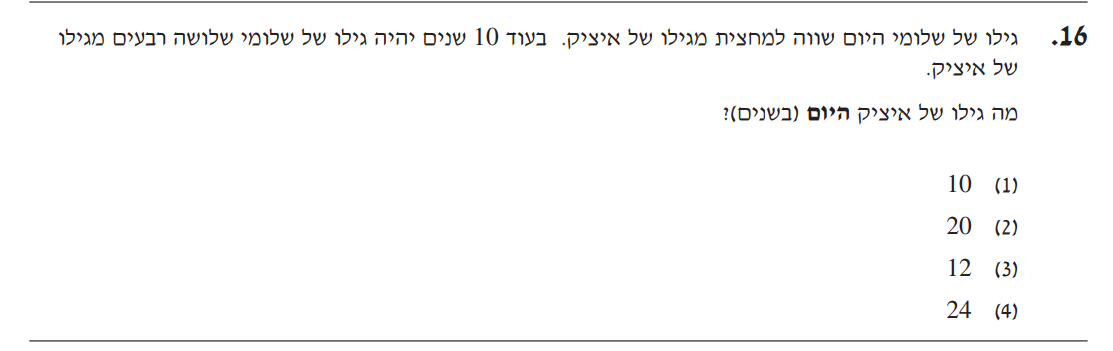 16. גילו של שלומי היום שווה למחצית מגילו של איציק. בעוד 10 שנים יהיה גילו של שלומי שלושה רבעים מגילו
של איציק.
מה גילו של איציק היום (בשנים)?
(1) 10
(2) 20
(3) 12
(4) 24